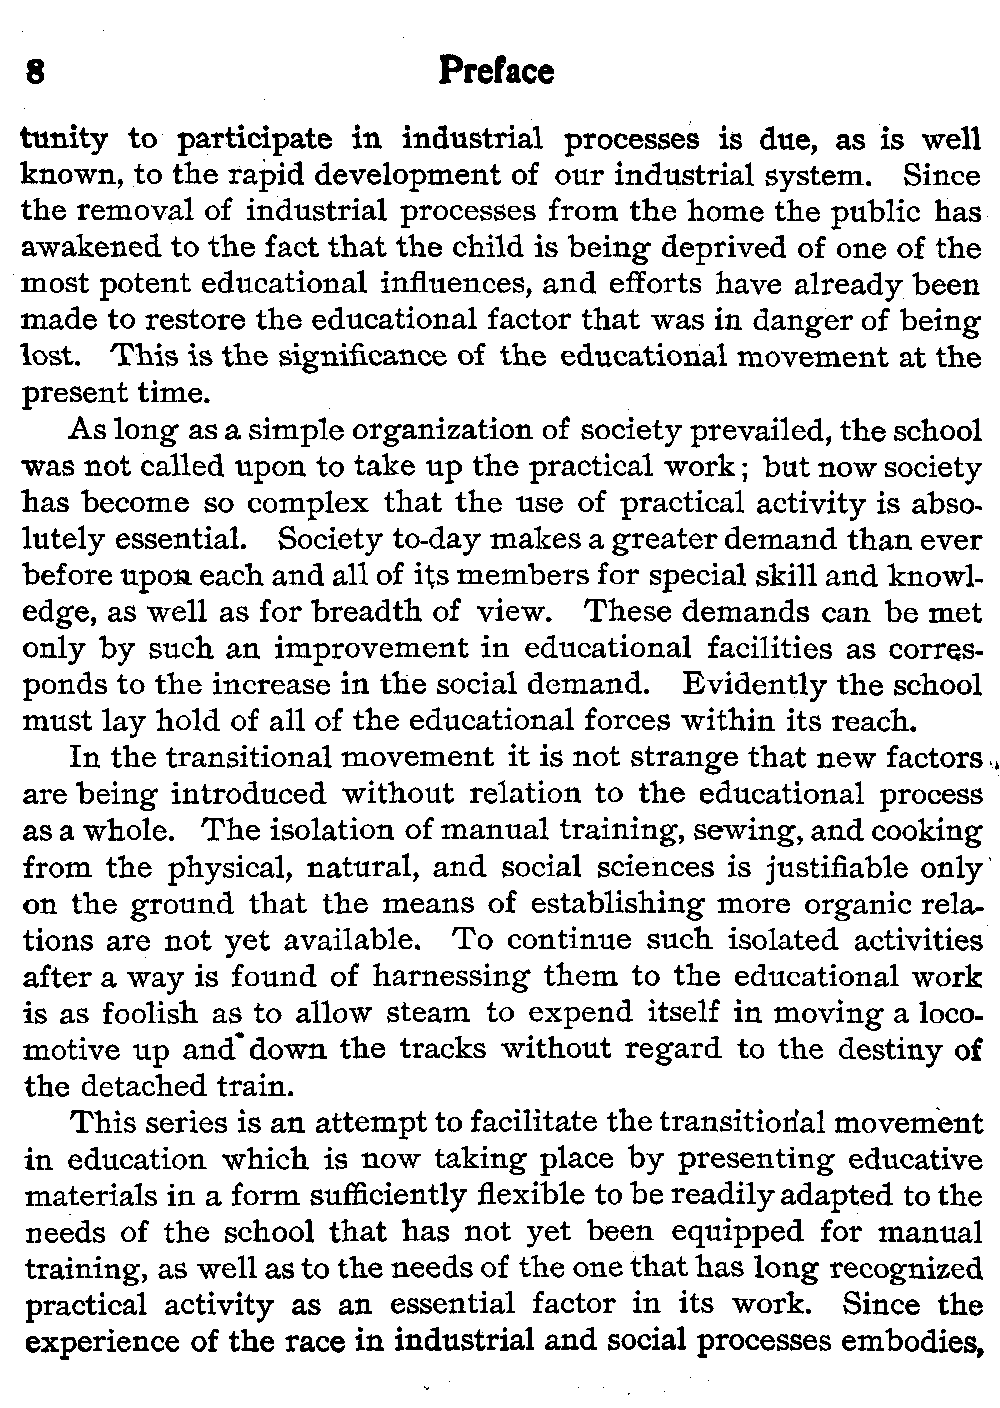 8 Preface
tunity to participate in industrial processes is due, as is well
known, to the rapid development of our industrial system. Since
the removal of industrial processes from the home the public has
awakened to the fact that the child is being deprived of one of the
most potent educational influences, and efforts have already been
made to restore the educational factor that was in danger of being
lost. This is the significance of the educational movement at the
present time.
As long as a simple organization of society prevailed, the school
was not called upon to take up the practical work; but now society
has become so complex that the use of practical activity is abso-
lutely essential. Society to-day makes a greater demand than ever
before upon each and all of its members for special skill and knowl-
edge, as well as for breadth of view. These demands can be met
only by such an improvement in educational facilities as corres-
ponds to the increase in the social demand. Evidently the school
must lay hold of all of the educational forces within its reach.
In the transitional movement it is not strange that new factors
are being introduced without relation to the educational process
as a whole. The isolation of manual training, sewing, and cooking
from the physical, natural, and social sciences is justifiable only
on the ground that the means of establishing more organic rela-
tions are not yet available. To continue such isolated activities
after a way is found of harnessing them to the educational work
is as foolish as to allow steam to expend itself in moving a loco-
motive up and down the tracks without regard to the destiny of
the detached train.
This series is an attempt to facilitate the transitional movement
in education which is now taking place by presenting educative
materials in a form sufficiently flexible to be readily adapted to the
needs of the school that has not yet been equipped for manual
training, as well as to the needs of the one that has long recognized
practical activity as an essential factor in its work. Since the
experience of the race in industrial and social processes embodies,